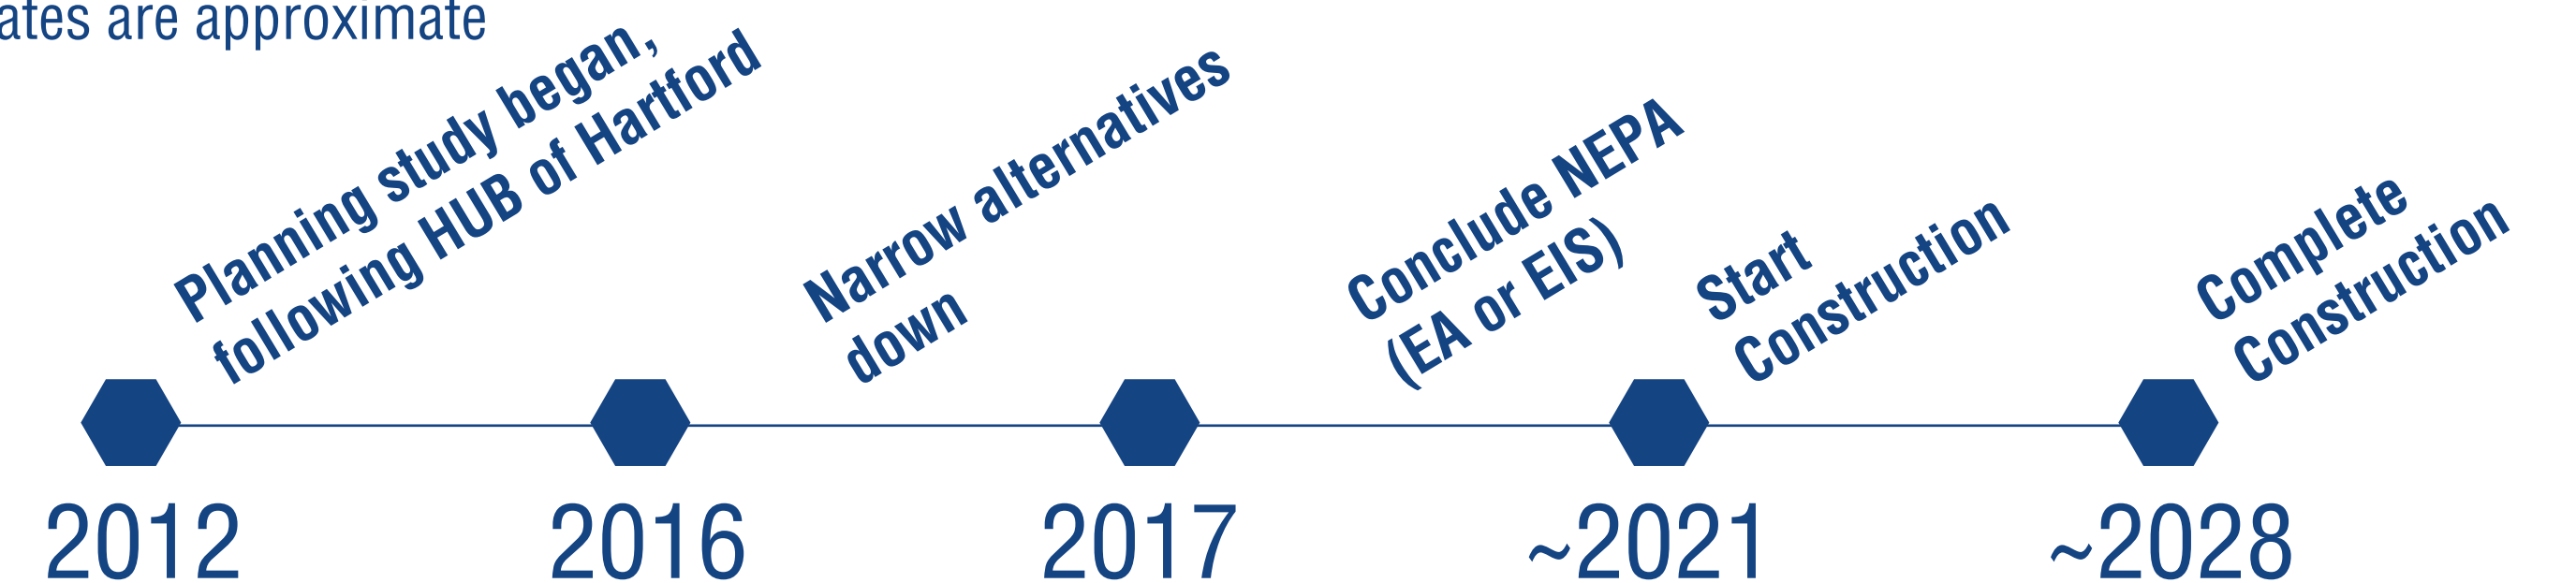 ates are approximate
Planning study began,
following HUB of Hartford
Narrow alternatives
down
Conclude NEPA
(EA or EIS)
Start
Construction
Complete
Construction
2012
2016
2017
~2021
~2028